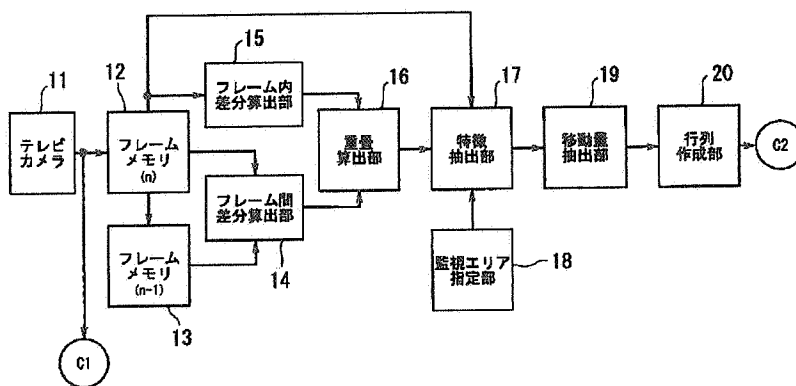 11
テレビ
カメラ
12
フレーム
メモリ
(n)
フレーム
メモリ
(n-1)
13
15
フレーム内
差分算出部
フレーム間
差分算出部
14
16
重畳
算出部
17
特徴
抽出部
監視エリア
指定部
18
19
移動量
抽出部
20
行列
作成部
C2
C1